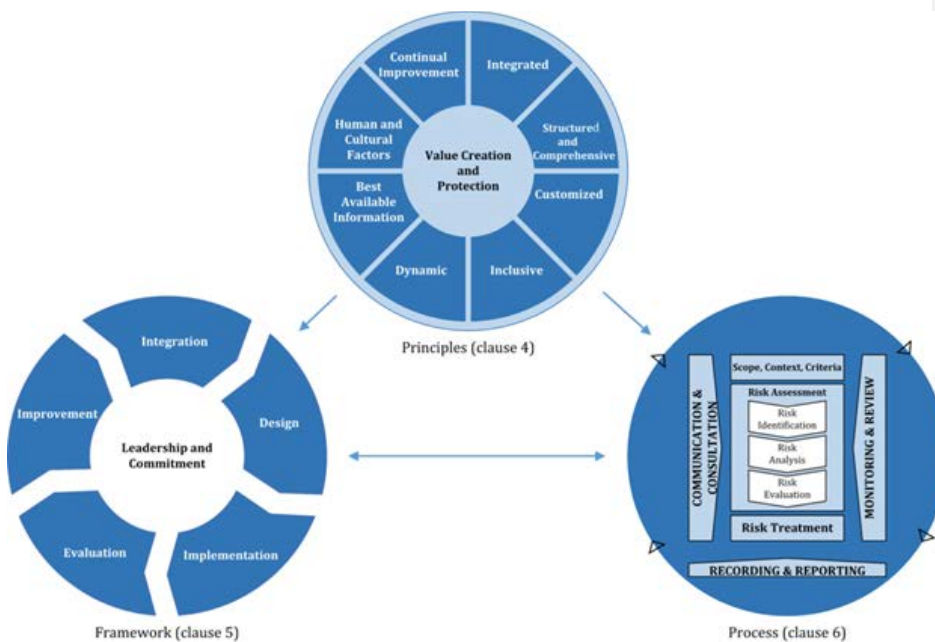 Continual
Improvement
Integrated
Human and
Cultural
Factors
Structured
and
Comprehensive
Value Creation
and
Protection
Best
Available
Information
Customized
Dynamic
Inclusive
Principles (clause 4)
Integration
Improvement
Design
Leadership and
Commitment
Evaluation
Implementation
Framework (clause 5)
Scope, Context, Criteria
Risk Assessment
Risk
Identification
Risk
Analysis
Risk
Evaluation
Risk Treatment
COMMUNICATION &
CONSULTATION
MONITORING & REVIEW
RECORDING & REPORTING
Process (clause 6)